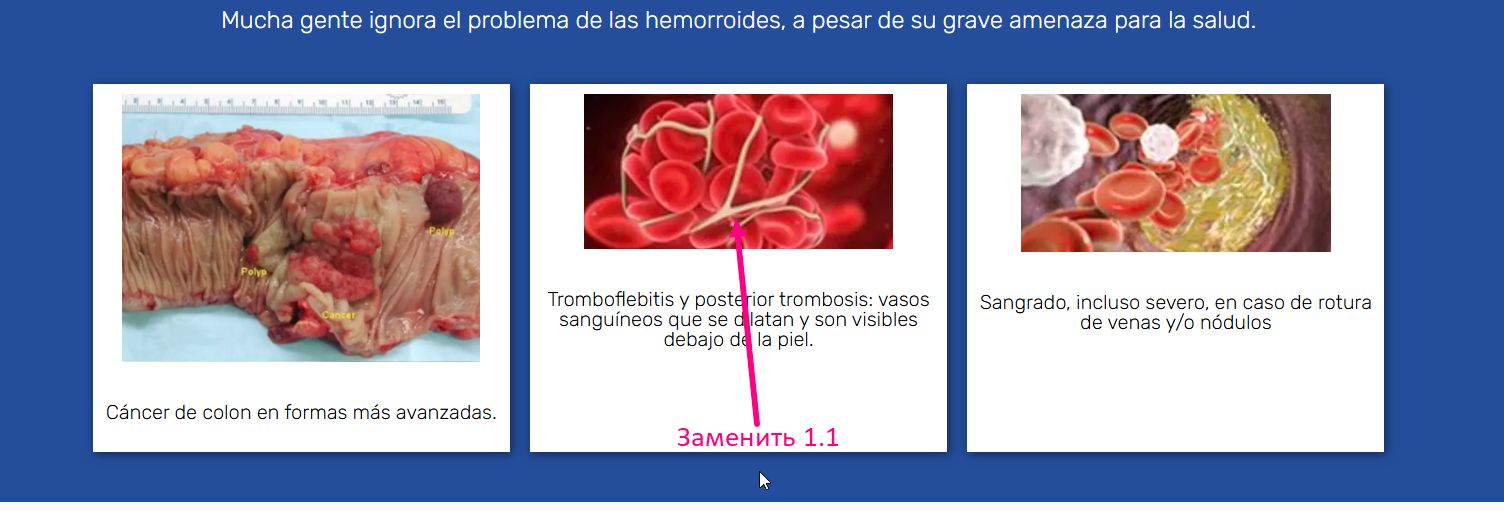 Mucha gente ignora el problema de las hemorroides, a pesar de su grave amenaza para la salud.
Polyp
Polyp
Cancer
Cáncer de colon en formas más avanzadas.
Tromboflebitis y posterior trombosis: vasos
sanguíneos que se dilatan y son visibles
debajo de la piel.
Заменить 1.1
Sangrado, incluso severo, en caso de rotura
de venas y/o nódulos